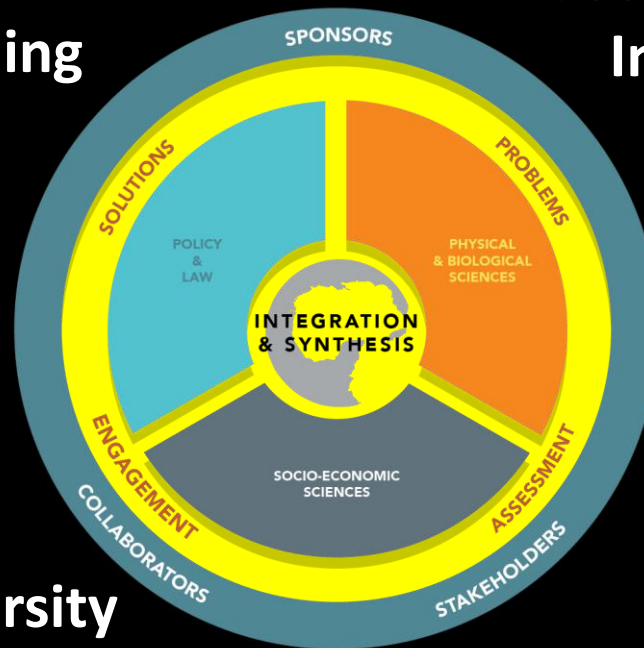 ing
In
SPONSORS
SOLUTIONS
PROBLEMS
POLICY
&
LAW
PHYSICAL
& BIOLOGICAL
SCIENCES
INTEGRATION
& SYNTHESIS
SOCIO-ECONOMIC
SCIENCES
ENGAGEMENT
ASSESSMENT
COLLABORATORS
STAKEHOLDERS
rsity